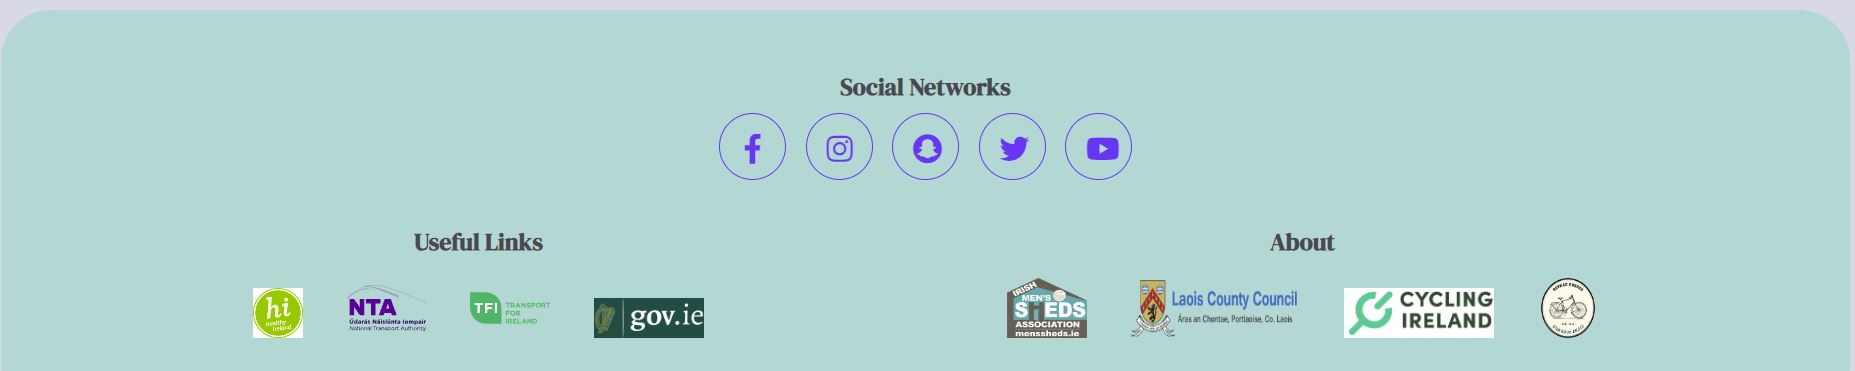 Social Networks
Useful Links
About
hi
Healthy
Ireland
NTA
Údarás Náisiúnta Iompair
National Transport Authority
TFI
TRANSPORT
FOR
IRELAND
gov.ie
IRISH
MEN'S
SHEDS
ASSOCIATION
menssheds.ie
Laois County Council
Áras an Chontae, Portlaoise, Co. Laois
CYCLING
IRELAND